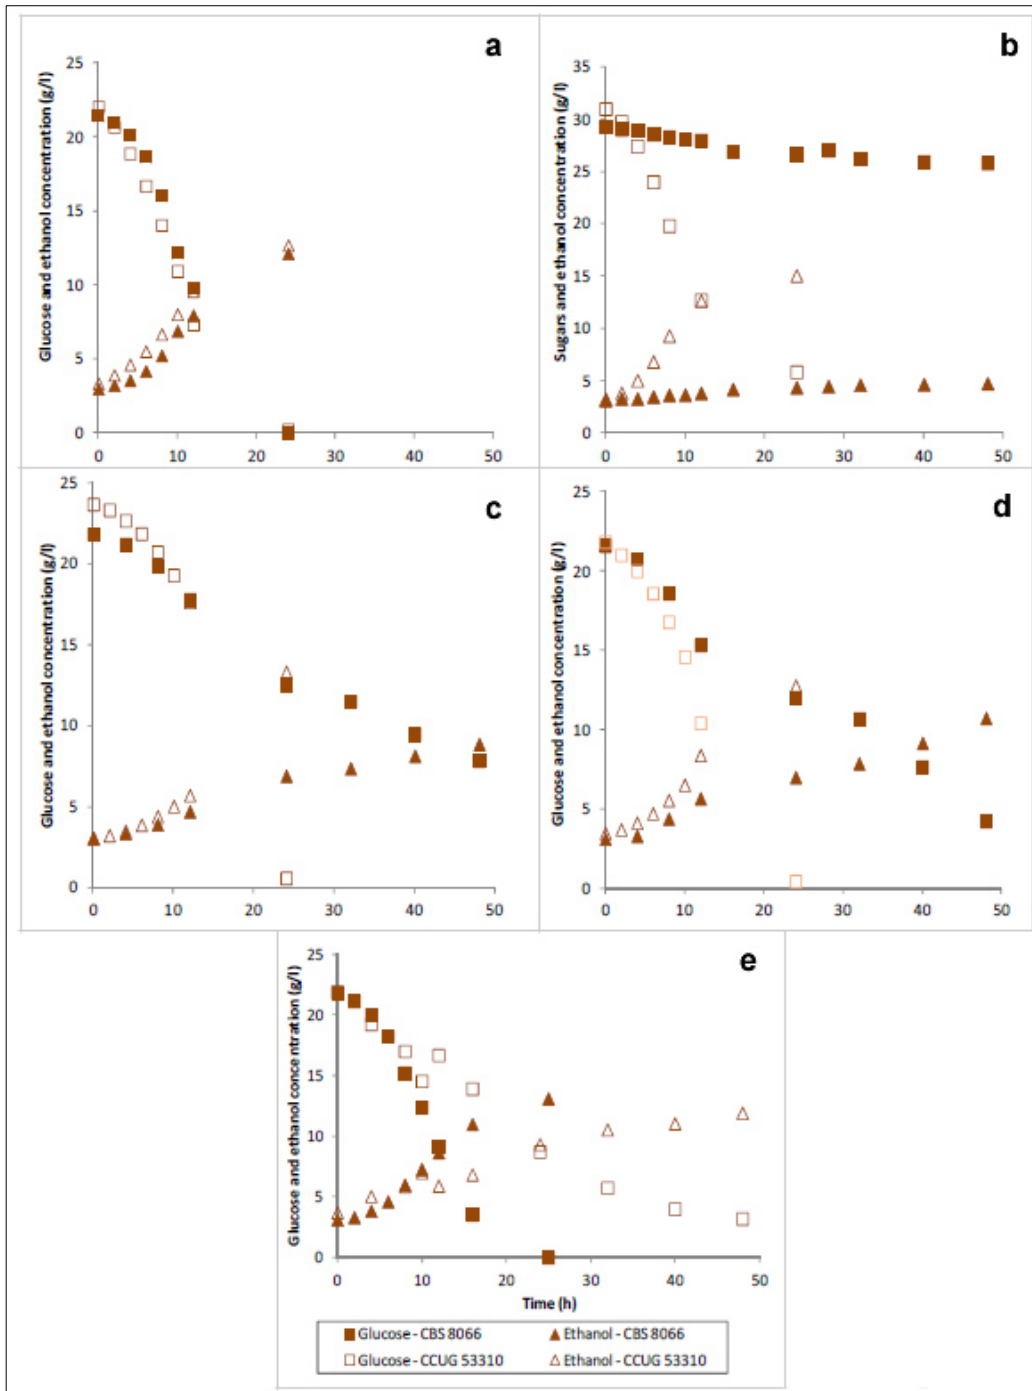 a
Glucose and ethanol concentration (g/l)
25
20
15
10
5
0
0 10 20 30 40 50
b
Sugars and ethanol concentration (g/l)
35
30
25
20
15
10
5
0
0 10 20 30 40 50
c
Glucose and ethanol concentration (g/l)
25
20
15
10
5
0
0 10 20 30 40 50
d
Glucose and ethanol concentration (g/l)
25
20
15
10
5
0
0 10 20 30 40 50
e
Glucose and ethanol concentration (g/l)
25
20
15
10
5
0
0 10 20 30 40 50
Time (h)
Glucose - CBS 8066 Ethanol - CBS 8066
Glucose - CCUG 53310 Ethanol - CCUG 53310